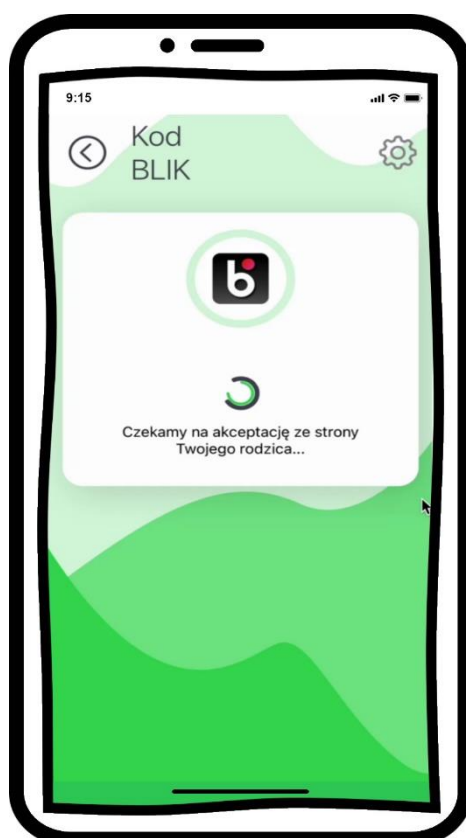 9:15
Kod
BLIK
b
Czekamy na akceptację ze strony
Twojego rodzica...